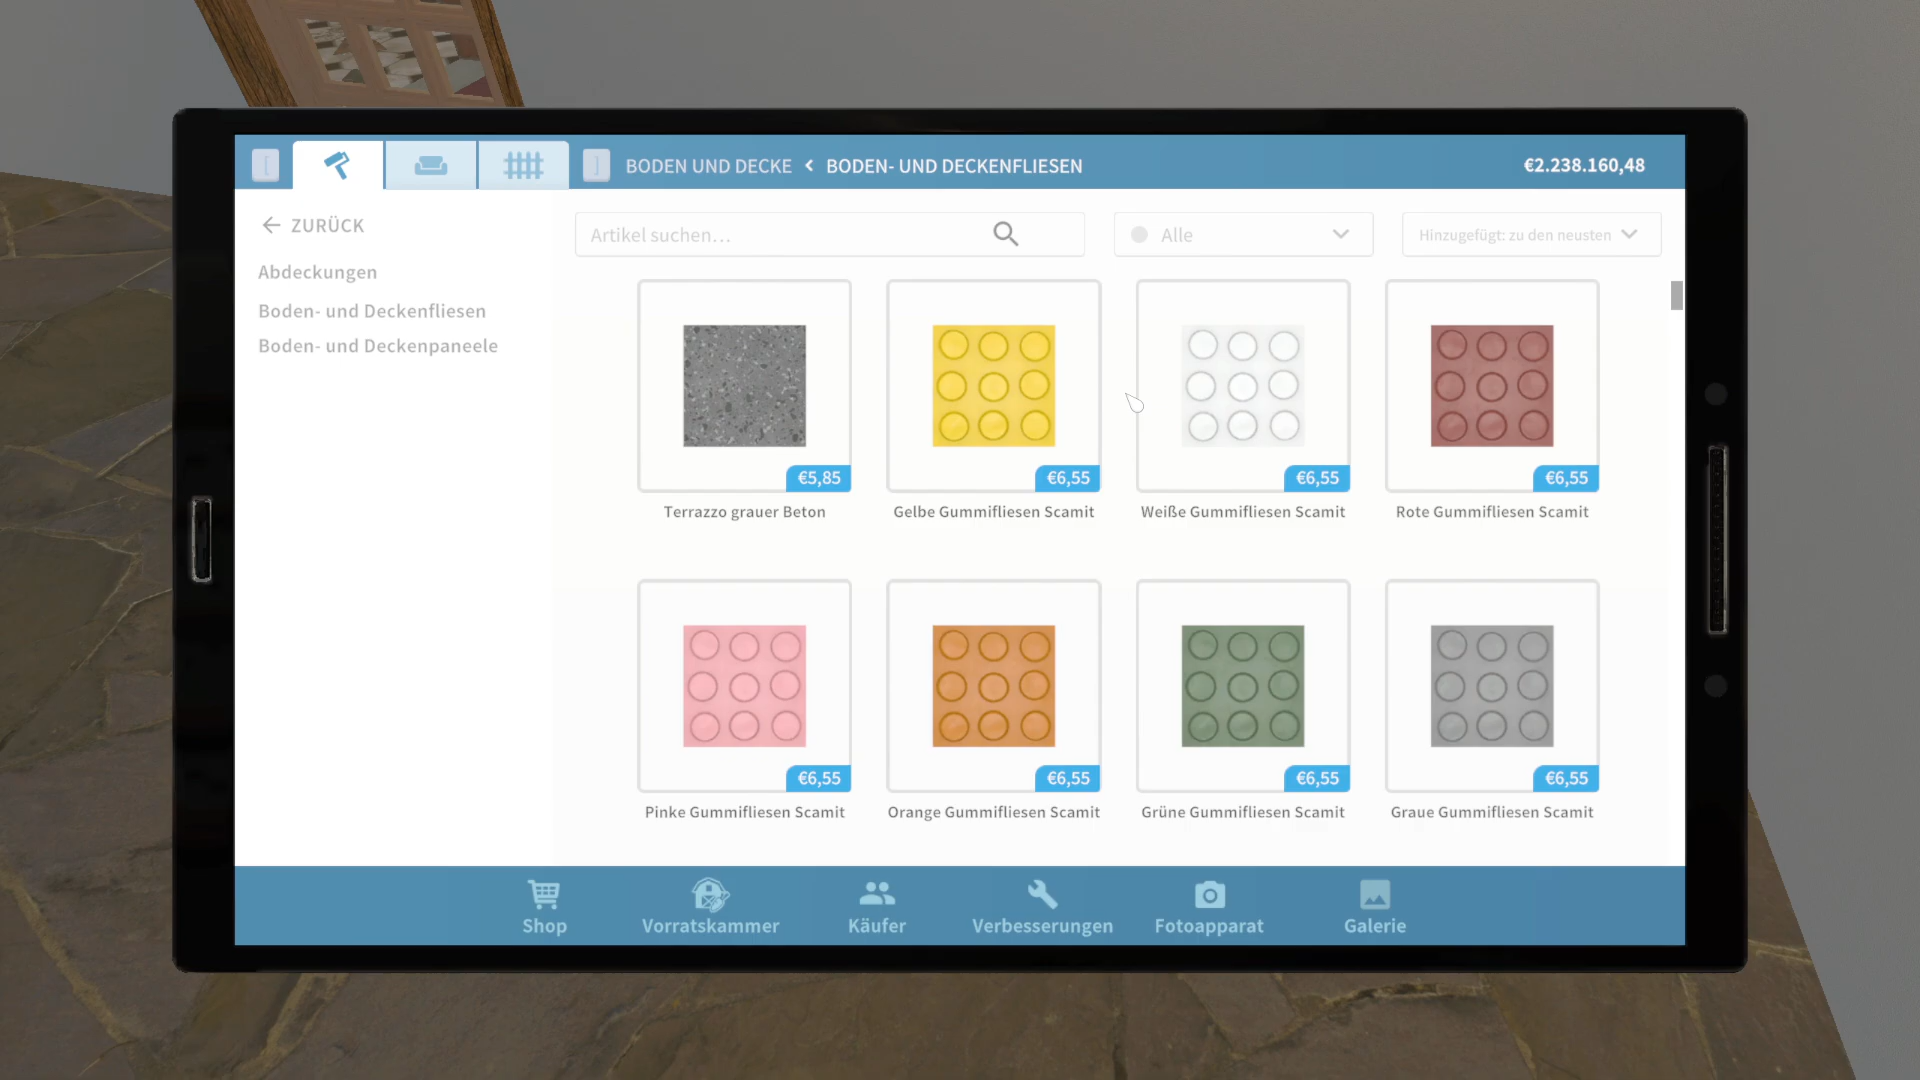 [
]
BODEN UND DECKE < BODEN- UND DECKENFLIESEN
€2.238.160,48
ZURÜCK
Abdeckungen
Boden- und Deckenfliesen
Boden- und Deckenpaneele
Artikel suchen...
Alle
Hinzugefügt: zu den neusten
€5,85
€6,55
€6,55
€6,55
Terrazzo grauer Beton
Gelbe Gummifliesen Scamit
Weiße Gummifliesen Scamit
Rote Gummifliesen Scamit
€6,55
€6,55
€6,55
€6,55
Pinke Gummifliesen Scamit
Orange Gummifliesen Scamit
Grüne Gummifliesen Scamit
Graue Gummifliesen Scamit
Shop
Vorratskammer
Käufer
Verbesserungen
Fotoapparat
Galerie